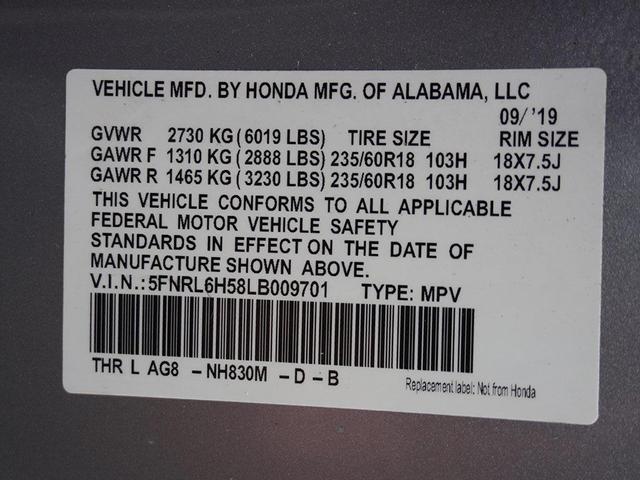 VEHICLE MFD. BY HONDA MFG. OF ALABAMA, LLC
09/'19
GVWR 2730 KG (6019 LBS) TIRE SIZE RIM SIZE
GAWR F 1310 KG (2888 LBS) 235/60R18 103H 18X7.5J
GAWR R 1465 KG (3230 LBS) 235/60R18 103H 18X7.5J
THIS VEHICLE CONFORMS TO ALL APPLICABLE
FEDERAL MOTOR VEHICLE SAFETY
STANDARDS IN EFFECT ON THE DATE OF
MANUFACTURE SHOWN ABOVE.
V.I.N.:5FNRL6H58LB009701 TYPE: MPV
THR L AG8 -NH830M -D-B
Replacement label: Not from Honda